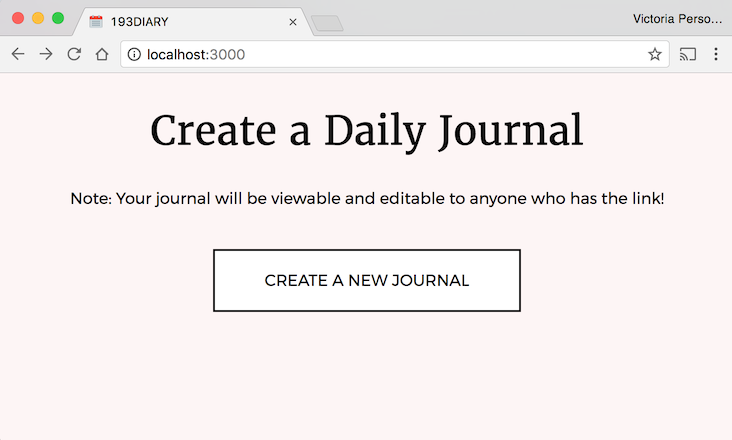 193DIARY
Victoria Perso...
localhost:3000
Create a Daily Journal
Note: Your journal will be viewable and editable to anyone who has the link!
CREATE A NEW JOURNAL